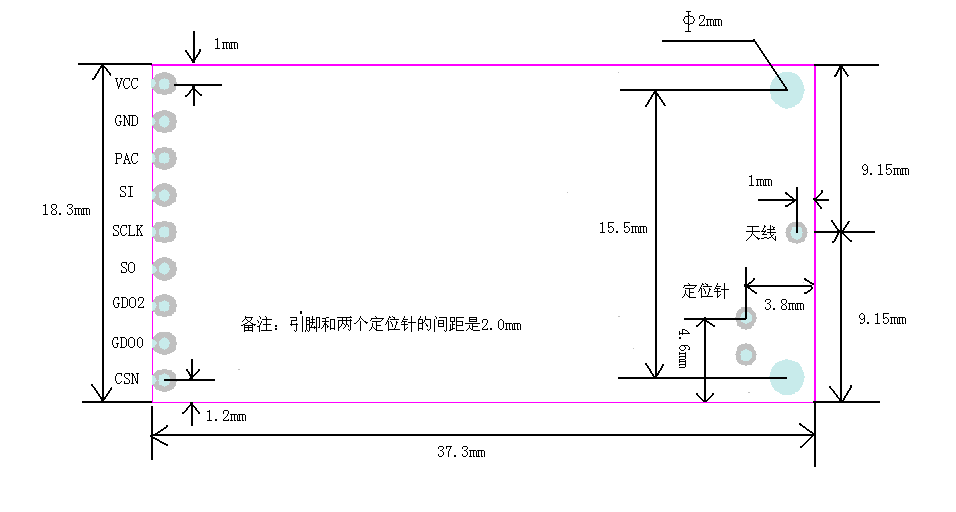 Φ2mm
1mm
VCC
GND
PAC
SI
SCLK
SO
GDO2
GDO0
CSN
18.3mm
15.5mm
1mm
9.15mm
天线
定位针
3.8mm
9.15mm
4.6mm
备注：引脚和两个定位针的间距是2.0mm
1.2mm
37.3mm